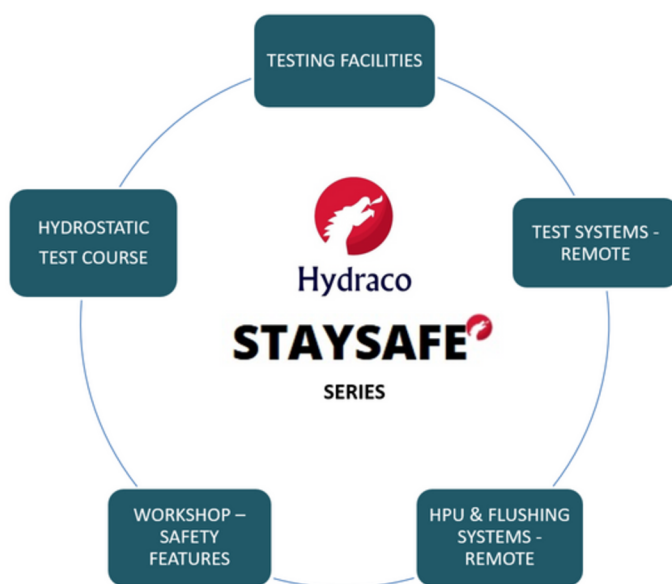 TESTING FACILITIES
HYDROSTATIC
TEST COURSE
TEST SYSTEMS -
REMOTE
Hydraco
STAYSAFE
SERIES
WORKSHOP –
SAFETY
FEATURES
HPU & FLUSHING
SYSTEMS -
REMOTE